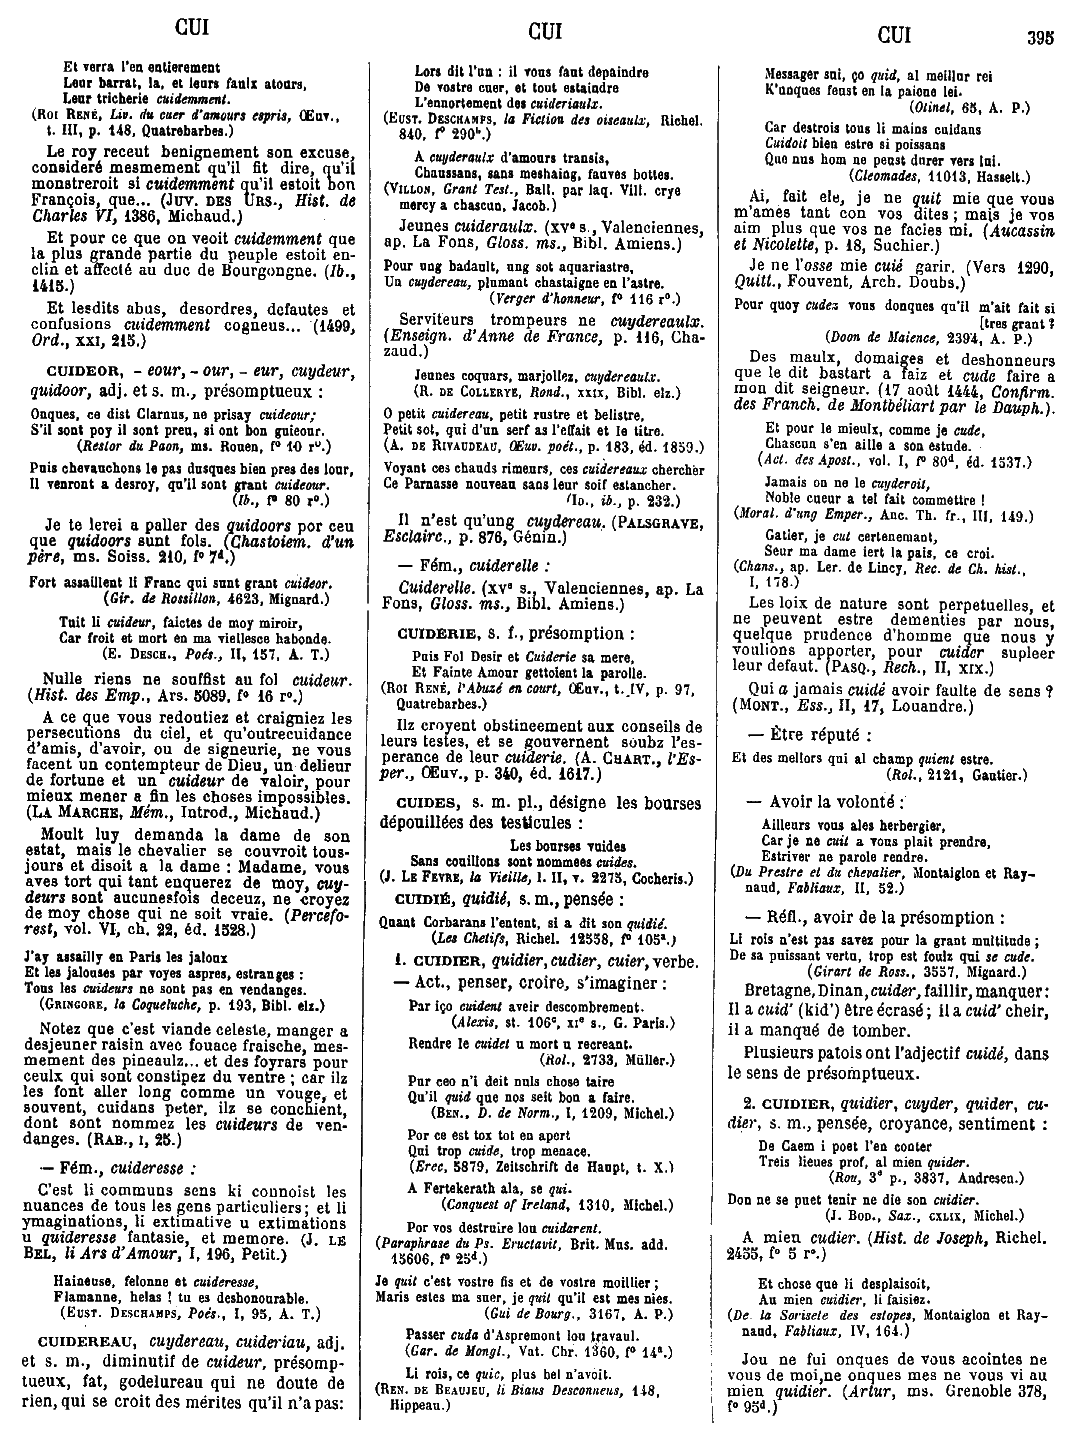 CUI
CUI
CUI
395
Et verra l'en entierement
Leur barrat, la, et leurs faulx atours,
Leur tricherie cuidemment.
(Roi René, Liv. du cuer d'amours espris, Œuv.,
t. III, p. 148, Quatrebarbes.)
Le roy receut benignement son excuse,
consideré mesmement qu'il fit dire, qu'il
monstreroit si cuidemment qu'il estoit bon
François, que... (Juv. des Urs., Hist. de
Charles VI, 1386, Michaud.)
Et pour ce que on veoit cuidemment que
la plus grande partie du peuple estoit en-
clin et affecté au duc de Bourgongne. (Ib.,
1415.)
Et lesdits abus, desordres, defautes et
confusions cuidemment cogneus... (1499,
Ord., xxi, 215.)
CUIDEOR, - eour, - our, - eur, cuydeur,
quidoor, adj. et s. m., présomptueux :
Onques, ce dist Clarnus, ne prisay cuideour;
S'il sont poy il sont preu, si ont bon guieour.
(Restor du Paon, ms. Rouen, fº 10 rº.)
Puis chevauchons le pas dusques bien pres des lour,
Il venront a desroy, qu'il sont grant cuideour.
(Ib., fº 80 rº.)
Je te lerei a paller des quidoors por ceu
que quidoors sunt fols. (Chastoiem. d'un
père, ms. Soiss. 210, fº 7d.)
Fort assaillent li Franc qui sunt grant cuideor.
(Gir. de Rossillon, 4623, Mignard.)
Tuit li cuideur, faictes de moy miroir,
Car froit et mort en ma viellesce habonde.
(E. Desch., Poés., II, 157, A. T.)
Nulle riens ne souffist au fol cuideur.
(Hist. des Emp., Ars. 5089, fº 16 rº.)
A ce que vous redoutiez et craigniez les
persecutions du ciel, et qu'outrecuidance
d'amis, d'avoir, ou de signeurie, ne vous
facent un contempteur de Dieu, un delieur
de fortune et un cuideur de valoir, pour
mieux mener a fin les choses impossibles.
(La Marche, Mém., Introd., Michaud.)
Moult luy demanda la dame de son
estat, mais le chevalier se couvroit tous-
jours et disoit a la dame : Madame, vous
aves tort qui tant enquerez de moy, cuy-
deurs sont aucunesfois deceuz, ne croyez
de moy chose qui ne soit vraie. (Percefo-
rest, vol. VI, ch. 22, éd. 1528.)
J'ay assailly en Paris les jaloux
Et les jalouses par voyes aspres, estranges :
Tous les cuideurs ne sont pas en vendanges.
(Gringore, la Coqueluche, p. 193, Bibl. elz.)
Notez que c'est viande celeste, manger a
desjeuner raisin avec fouace fraische, mes-
mement des pineaulz... et des foyrars pour
ceulx qui sont constipez du ventre ; car ilz
les font aller long comme un vouge, et
souvent, cuidans peter, ilz se conchient,
dont sont nommez les cuideurs de ven-
danges. (Rab., i, 25.)
— Fém., cuideresse :
C'est li communs sens ki connoist les
nuances de tous les gens particuliers; et li
ymaginations, li extimative u extimations
u quideresse fantasie, et memore. (J. le
Bel, li Ars d'Amour, I, 196, Petit.)
Haineuse, felonne et cuideresse,
Flamanne, helas ! tu es deshonourable.
(Eust. Deschamps, Poés., I, 95, A. T.)
CUIDEREAU, cuydereau, cuideriau, adj.
et s. m., diminutif de cuideur, présomp-
tueux, fat, godelureau qui ne doute de
rien, qui se croit des mérites qu'il n'a pas:
Lors dit l'un : il vous faut depaindre
De vostre cuer, et tout estaindre
L'ennortement des cuideriaulx.
(Eust. Deschamps, la Fiction des oiseaulx, Richel.
840, fº 290b.)
A cuyderaulx d'amours transis,
Chaussans, sans meshaing, fauves bottes.
(Villon, Grant Test., Ball. par laq. Vill. crye
mercy a chascun, Jacob.)
Jeunes cuideraulx. (xve s., Valenciennes,
ap. La Fons, Gloss. ms., Bibl. Amiens.)
Pour ung badault, ung sot aquariastre,
Un cuydereau, plumant chastaigne en l'astre.
(Verger d'honneur, fº 116 rº.)
Serviteurs trompeurs ne cuydereaulx.
(Enseign. d'Anne de France, p. 116, Cha-
zaud.)
Jeunes coquars, marjollez, cuydereaulx.
(R. de Collerye, Rond., xxix, Bibl. elz.)
O petit cuidereau, petit rustre et belistre,
Petit sot, qui d'un serf as l'effait et le titre.
(A. de Rivaudeau, Œuv. poét., p. 183, éd. 1859.)
Voyant ces chauds rimeurs, ces cuidereaux chercher
Ce Parnasse nouveau sans leur soif estancher.
(Id., ib., p. 232.)
Il n'est qu'ung cuydereau. (Palsgrave,
Esclairc., p. 876, Génin.)
— Fém., cuiderelle :
Cuiderelle. (xve s., Valenciennes, ap. La
Fons, Gloss. ms., Bibl. Amiens.)
CUIDERIE, s. f., présomption :
Puis Fol Desir et Cuiderie sa mere,
Et Fainte Amour gettoient la parolle.
(Roi René, l'Abuzé en court, Œuv., t. IV, p. 97,
Quatrebarbes.)
Ilz croyent obstineement aux conseils de
leurs testes, et se gouvernent soubz l'es-
perance de leur cuiderie. (A. Chart., l'Es-
per., Œuv., p. 340, éd. 1617.)
CUIDES, s. m. pl., désigne les bourses
dépouillées des testicules :
Les bourses vuides
Sans couillons sont nommees cuides.
(J. Le Fevre, la Vieille, l. II, v. 2275, Cocheris.)
CUIDIÉ, quidié, s. m., pensée :
Quant Corbarans l'entent, si a dit son quidié.
(Les Chetifs, Richel. 12558, fº 105a.)
1. CUIDIER, quidier, cudier, cuier, verbe.
— Act., penser, croire, s'imaginer :
Par iço cuident aveir descombrement.
(Alexis, st. 106e, xie s., G. Paris.)
Rendre le cuidet u mort u recreant.
(Rol., 2733, Müller.)
Pur ceo n'i deit nuls chose taire
Qu'il quid que nos seit bon a faire.
(Ben., D. de Norm., I, 1209, Michel.)
Por ce est tox tot en apert
Qui trop cuide, trop menace.
(Erec, 5879, Zeitschrift de Haupt, t. X.)
A Fertekerath ala, se qui.
(Conquest of Ireland, 1310, Michel.)
Por vos destruire lou cuidarent.
(Paraphrase du Ps. Eructavit, Brit. Mus. add.
15606, fº 25d.)
Je quit c'est vostre fis et de vostre moillier ;
Maris estes ma suer, je quit qu'il est mes nies.
(Gui de Bourg., 3167, A. P.)
Passer cuda d'Aspremont lou travaul.
(Gar. de Mongl., Vat. Chr. 1360, fº 14a.)
Li rois, ce quic, plus bel n'avoit.
(Ren. de Beaujeu, li Biaus Desconneus, 148,
Hippeau.)
Messager sui, ço quid, al meillur rei
K'unques feust en la paione lei.
(Otinel, 65, A. P.)
Car destrois tous li mains cuidans
Cuidoit bien estre si poissans
Que nus hom ne peust durer vers lui.
(Cleomades, 11013, Hasselt.)
Ai, fait ele, je ne quit mie que vous
m'amés tant con vos dites ; mais je vos
aim plus que vos ne facies mi. (Aucassin
et Nicolette, p. 18, Suchier.)
Je ne l'osse mie cuié garir. (Vers 1290,
Quitt., Fouvent, Arch. Doubs.)
Pour quoy cudez vous donques qu'il m'ait fait si
[tres grant ?
(Doon de Maience, 2394, A. P.)
Des maulx, domaiges et deshonneurs
que le dit bastart a faiz et cude faire a
mon dit seigneur. (17 août 1444, Confirm.
des Franch. de Montbéliart par le Dauph.).
Et pour le mieulx, comme je cude,
Chascun s'en aille a son estude.
(Act. des Apost., vol. I, fº 80d, éd. 1537.)
Jamais on ne le cuyderoit,
Noble cueur a tel fait commettre !
(Moral. d'ung Emper., Anc. Th. fr., III, 149.)
Gatier, je cut certenemant,
Seur ma dame iert la pais, ce croi.
(Chans., ap. Ler. de Lincy, Rec. de Ch. hist.,
I, 178.)
Les loix de nature sont perpetuelles, et
ne peuvent estre dementies par nous,
quelque prudence d'homme que nous y
voulions apporter, pour cuider supleer
leur defaut. (Pasq., Rech., II, xix.)
Qui a jamais cuidé avoir faulte de sens ?
(Mont., Ess., II, 17, Louandre.)
— Être réputé :
Et des mellors qui al champ quient estre.
(Rol., 2121, Gautier.)
— Avoir la volonté :
Ailleurs vous ales herbergier,
Car je ne cuit a vous plait prendre,
Estriver ne parole rendre.
(Du Prestre et du chevalier, Montaiglon et Ray-
naud, Fabliaux, II, 52.)
— Réfl., avoir de la présomption :
Li rois n'est pas savez pour la grant multitude ;
De sa puissant vertu, trop est foulz qui se cude.
(Girart de Ross., 3557, Mignard.)
Bretagne, Dinan, cuider, faillir, manquer:
Il a cuid' (kid') être écrasé ; il a cuid' cheir,
il a manqué de tomber.
Plusieurs patois ont l'adjectif cuidé, dans
le sens de présomptueux.
2. CUIDIER, quidier, cuyder, quider, cu-
dier, s. m., pensée, croyance, sentiment :
De Caem i poet l'en conter
Treis lieues prof, al mien quider.
(Rou, 3e p., 3837, Andresen.)
Don ne se puet tenir ne die son cuidier.
(J. Bod., Sax., cxlix, Michel.)
A mien cudier. (Hist. de Joseph, Richel.
2455, fº 5 rº.)
Et chose que li desplaisoit,
Au mien cuidier, li faisiez.
(De la Sorisete des estopes, Montaiglon et Ray-
naud, Fabliaux, IV, 164.)
Jou ne fui onques de vous acointes ne
vous de moi, ne onques mes ne vous vi au
mien quidier. (Artur, ms. Grenoble 378,
fº 95d.)